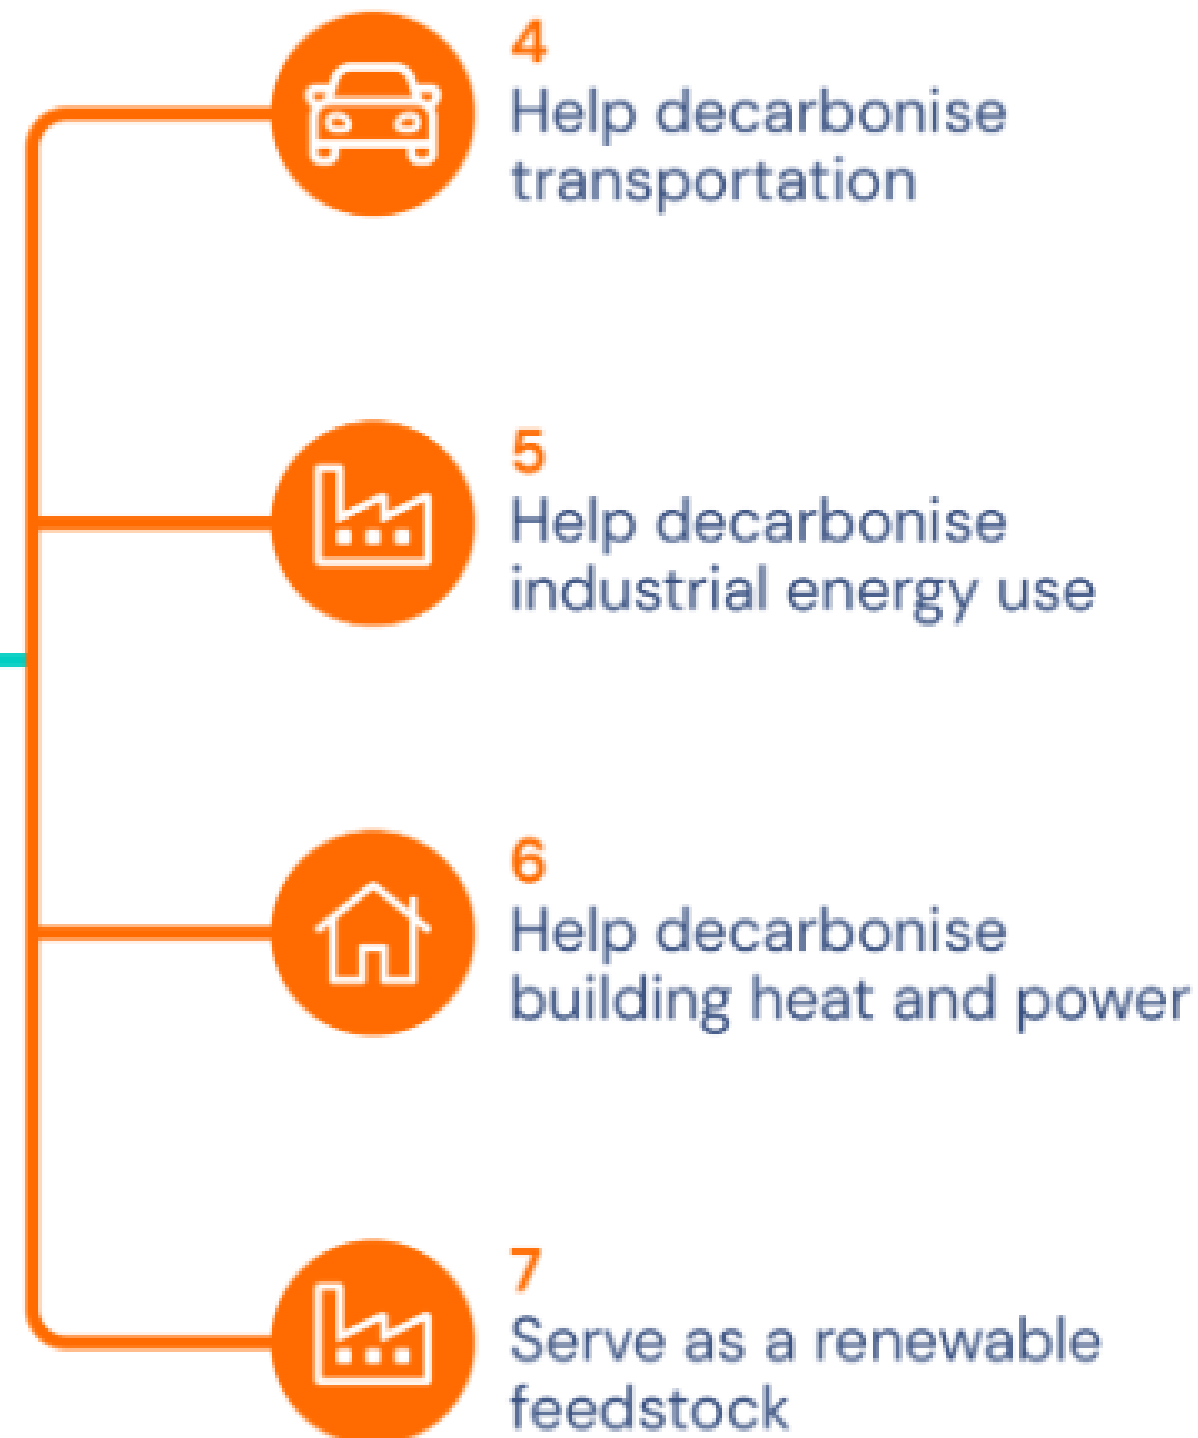 4
Help decarbonise
transportation
5
Help decarbonise
industrial energy use
6
Help decarbonise
building heat and power
7
Serve as a renewable
feedstock